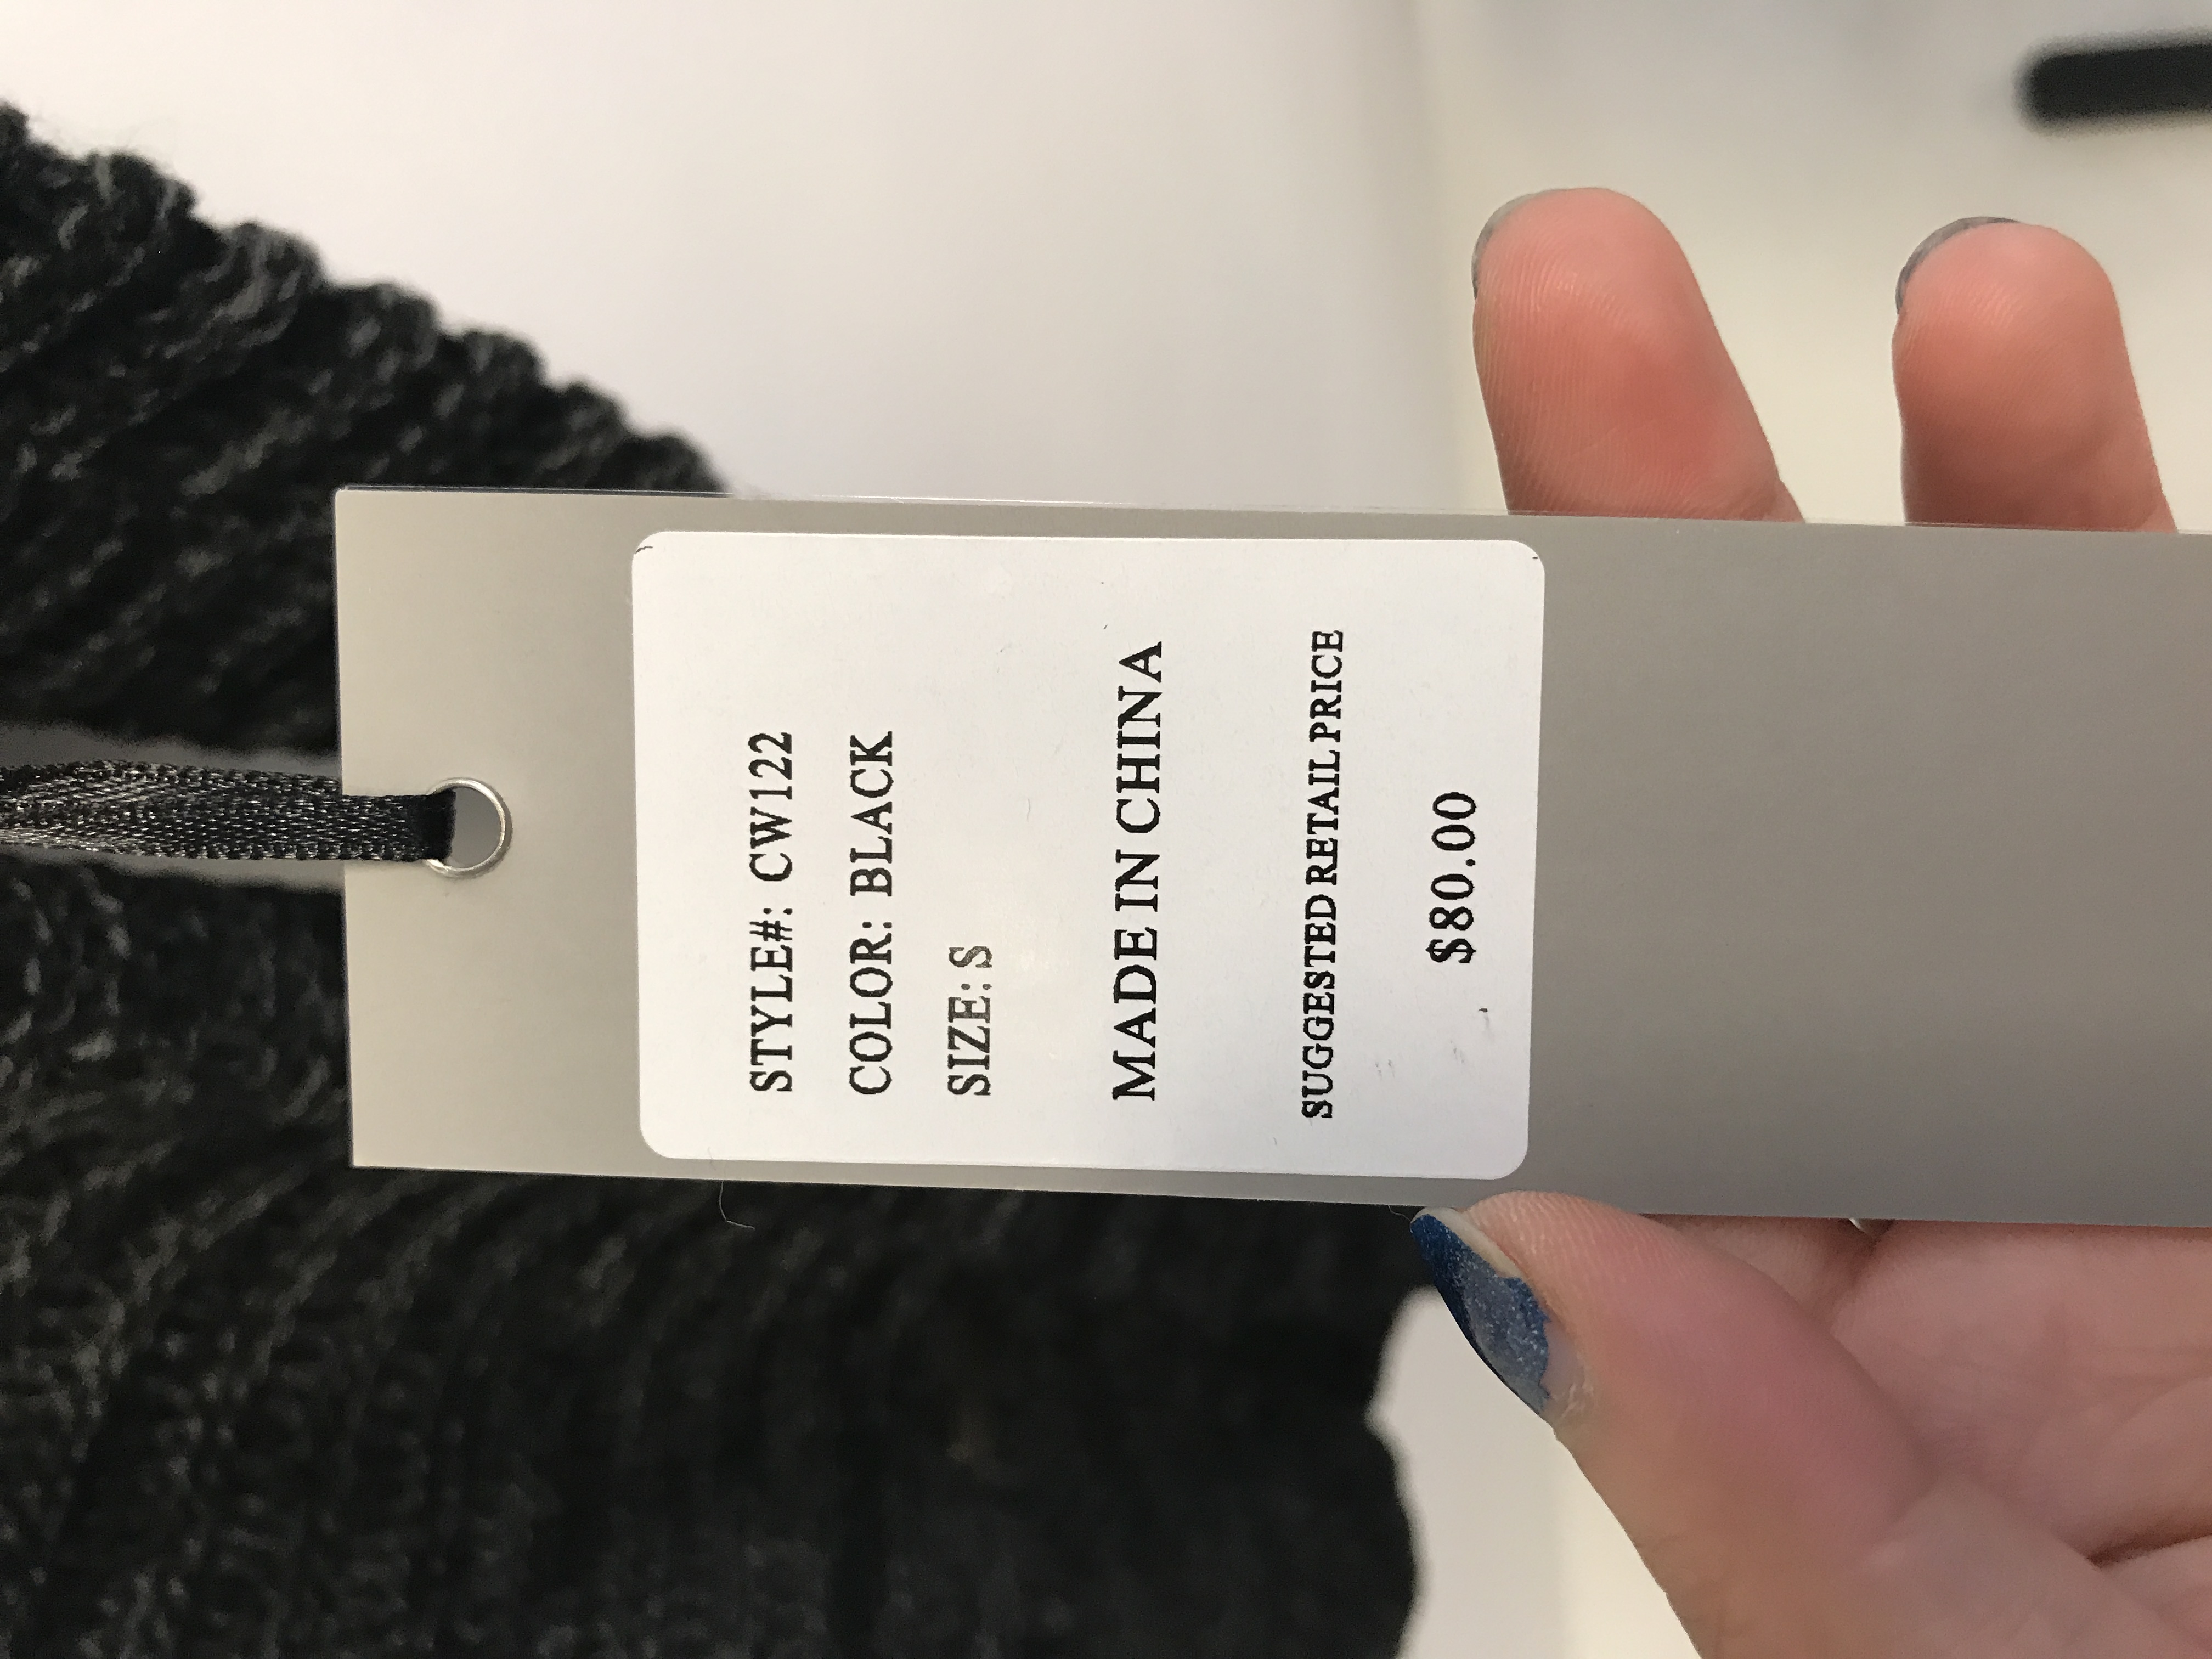 STYLE#: CW122
COLOR: BLACK
SIZE: S
MADE IN CHINA
SUGGESTED RETAIL PRICE
$80.00